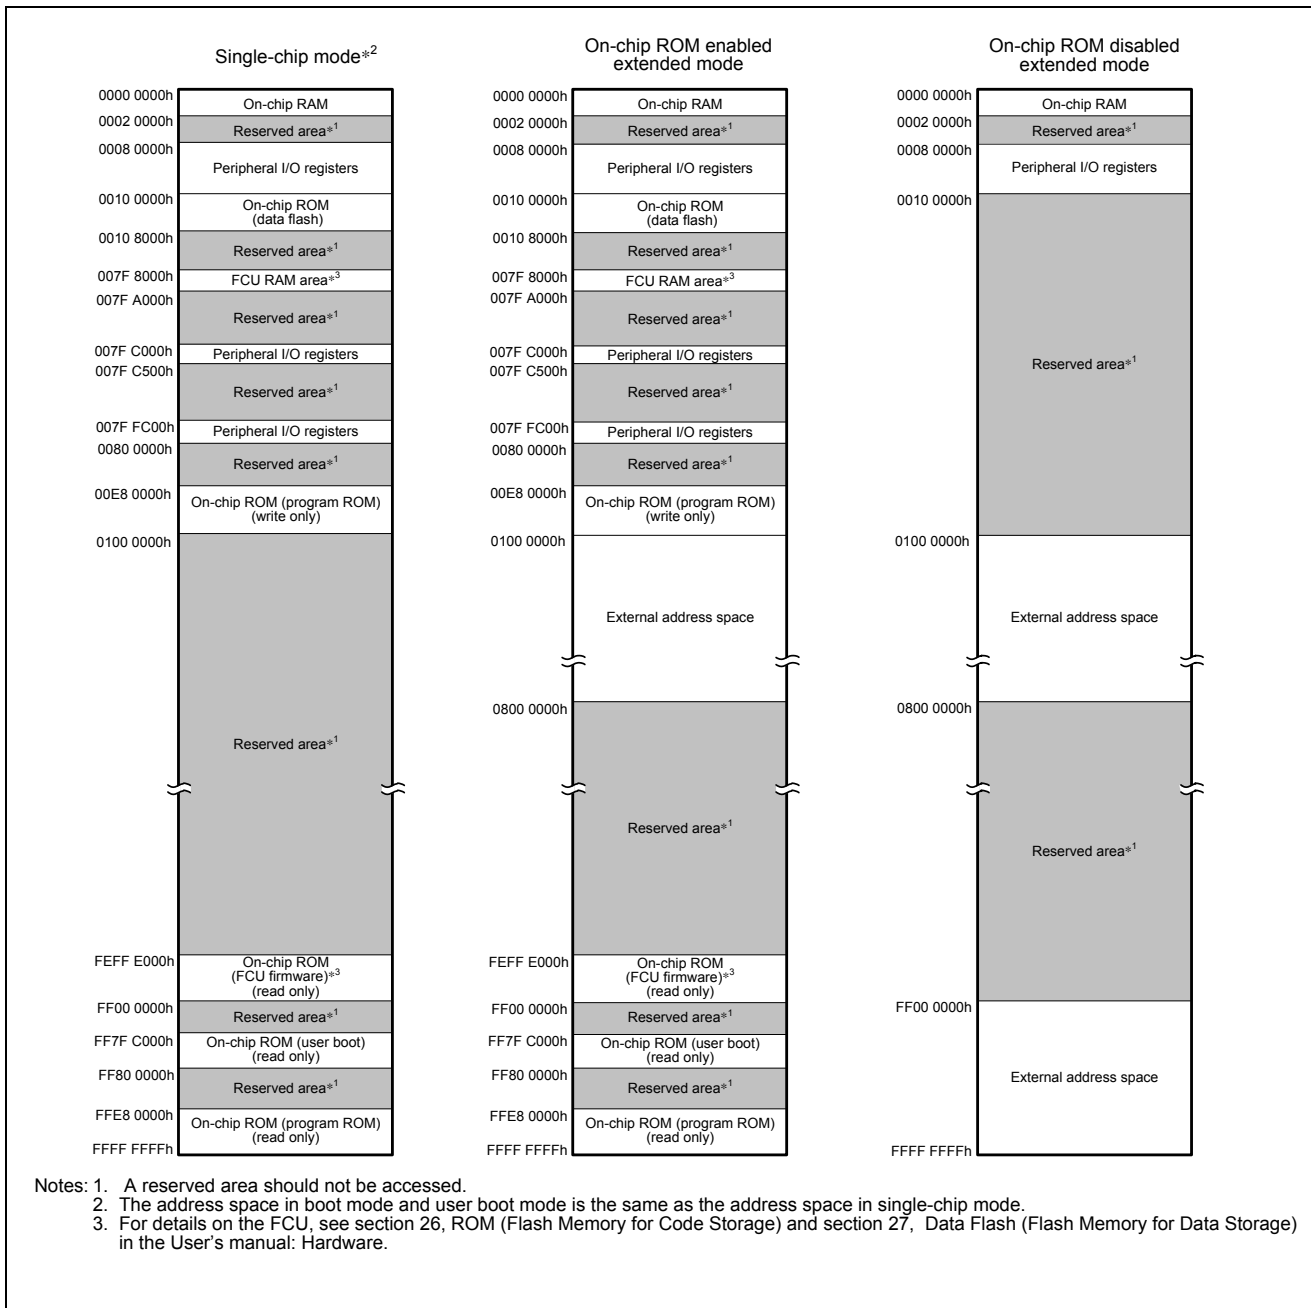 Single-chip mode*2
0000 0000h
On-chip RAM
0002 0000h
Reserved area*1
0008 0000h
Peripheral I/O registers
0010 0000h
On-chip ROM
(data flash)
0010 8000h
Reserved area*1
007F 8000h
FCU RAM area*3
007F A000h
Reserved area*1
007F C000h
Peripheral I/O registers
007F C500h
Reserved area*1
007F FC00h
Peripheral I/O registers
0080 0000h
Reserved area*1
00E8 0000h
On-chip ROM (program ROM)
(write only)
0100 0000h
Reserved area*1
FEFF E000h
On-chip ROM
(FCU firmware)*3
(read only)
FF00 0000h
Reserved area*1
FF7F C000h
On-chip ROM (user boot)
(read only)
FF80 0000h
Reserved area*1
FFE8 0000h
On-chip ROM (program ROM)
(read only)
FFFF FFFFh
On-chip ROM enabled
extended mode
0000 0000h
On-chip RAM
0002 0000h
Reserved area*1
0008 0000h
Peripheral I/O registers
0010 0000h
On-chip ROM
(data flash)
0010 8000h
Reserved area*1
007F 8000h
FCU RAM area*3
007F A000h
Reserved area*1
007F C000h
Peripheral I/O registers
007F C500h
Reserved area*1
007F FC00h
Peripheral I/O registers
0080 0000h
Reserved area*1
00E8 0000h
On-chip ROM (program ROM)
(write only)
0100 0000h
External address space
0800 0000h
Reserved area*1
FEFF E000h
On-chip ROM
(FCU firmware)*3
(read only)
FF00 0000h
Reserved area*1
FF7F C000h
On-chip ROM (user boot)
(read only)
FF80 0000h
Reserved area*1
FFE8 0000h
On-chip ROM (program ROM)
(read only)
FFFF FFFFh
On-chip ROM disabled
extended mode
0000 0000h
On-chip RAM
0002 0000h
Reserved area*1
0008 0000h
Peripheral I/O registers
0010 0000h
Reserved area*1
0100 0000h
External address space
0800 0000h
Reserved area*1
FF00 0000h
External address space
FFFF FFFFh
Notes: 1. A reserved area should not be accessed.
2. The address space in boot mode and user boot mode is the same as the address space in single-chip mode.
3. For details on the FCU, see section 26, ROM (Flash Memory for Code Storage) and section 27, Data Flash (Flash Memory for Data Storage)
in the User's manual: Hardware.